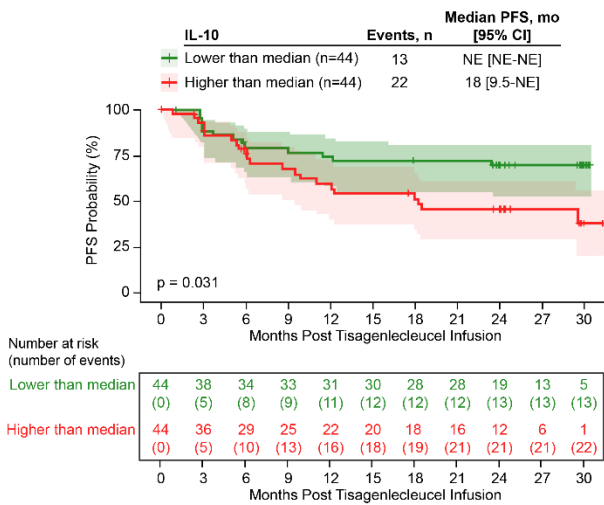 IL-10 Events, n Median PFS, mo [95% CI]
Lower than median (n=44) 13 NE [NE-NE]
Higher than median (n=44) 22 18 [9.5-NE]
PFS Probability (%)
100
75
50
25
0
p = 0.031
0 3 6 9 12 15 18 21 24 27 30
Months Post Tisagenlecleucel Infusion
Number at risk
(number of events)
Lower than median 44 38 34 33 31 30 28 28 19 13 5
(0) (5) (8) (9) (11) (12) (12) (12) (13) (13) (13)
Higher than median 44 36 29 25 22 20 18 16 12 6 1
(0) (5) (10) (13) (16) (18) (19) (21) (21) (21) (22)
0 3 6 9 12 15 18 21 24 27 30
Months Post Tisagenlecleucel Infusion